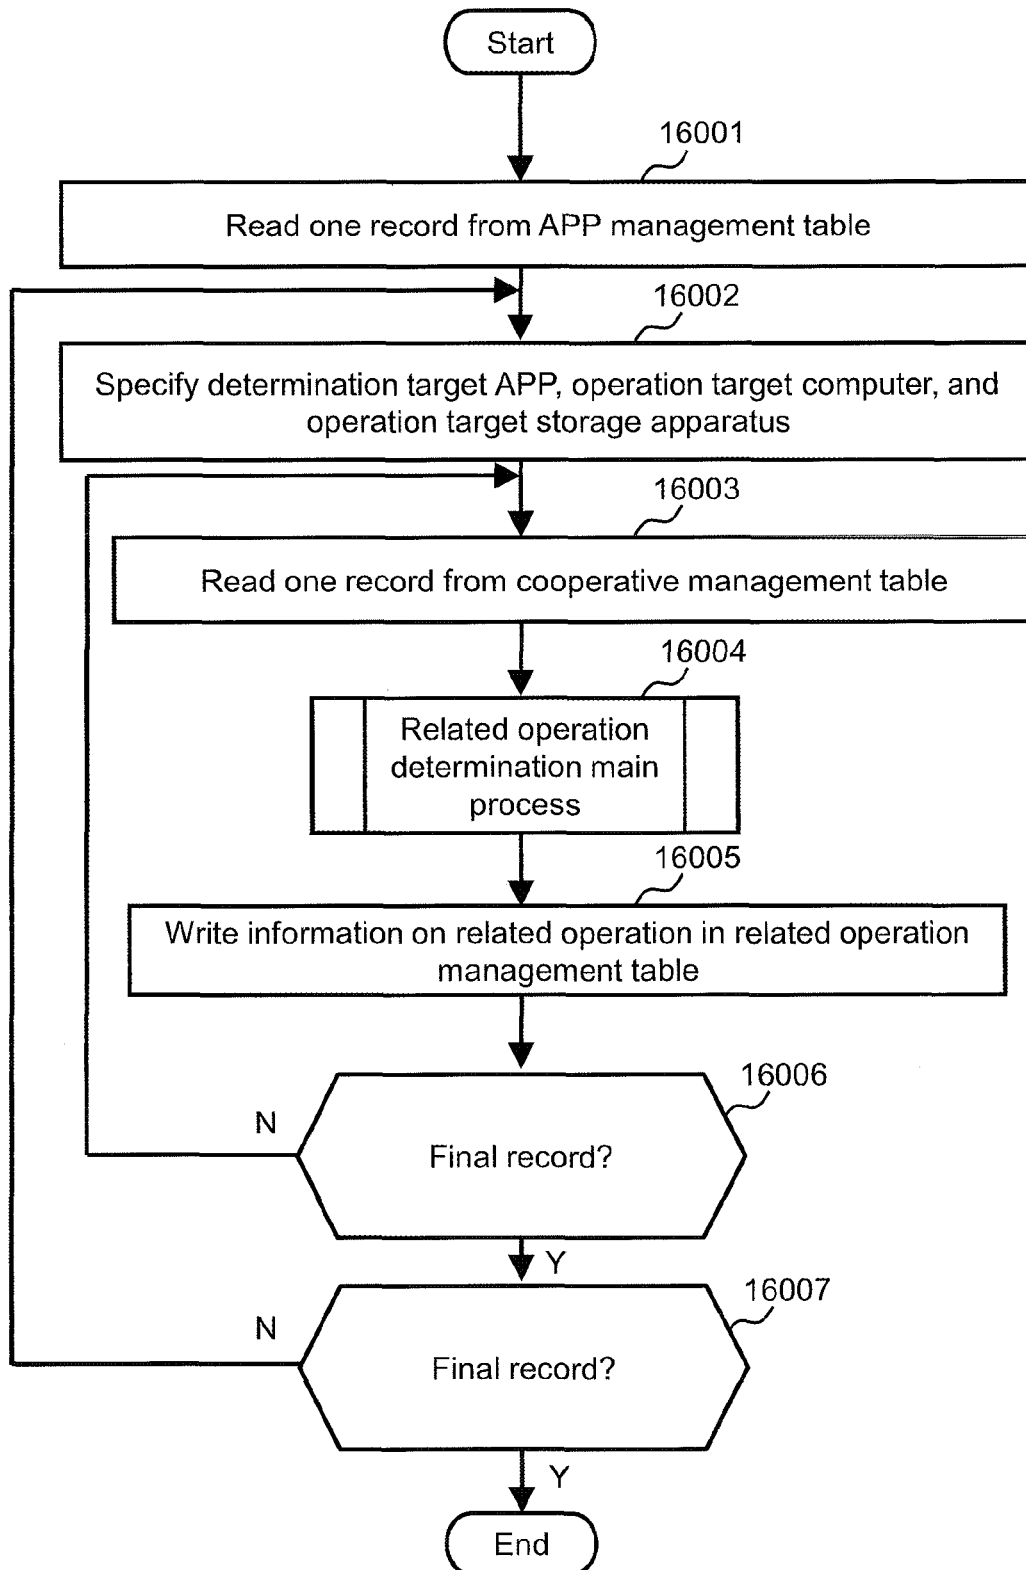 Start
16001
Read one record from APP management table
16002
Specify determination target APP, operation target computer, and
operation target storage apparatus
16003
Read one record from cooperative management table
16004
Related operation
determination main
process
16005
Write information on related operation in related operation
management table
16006
N
Final record?
Y
16007
N
Final record?
Y
End